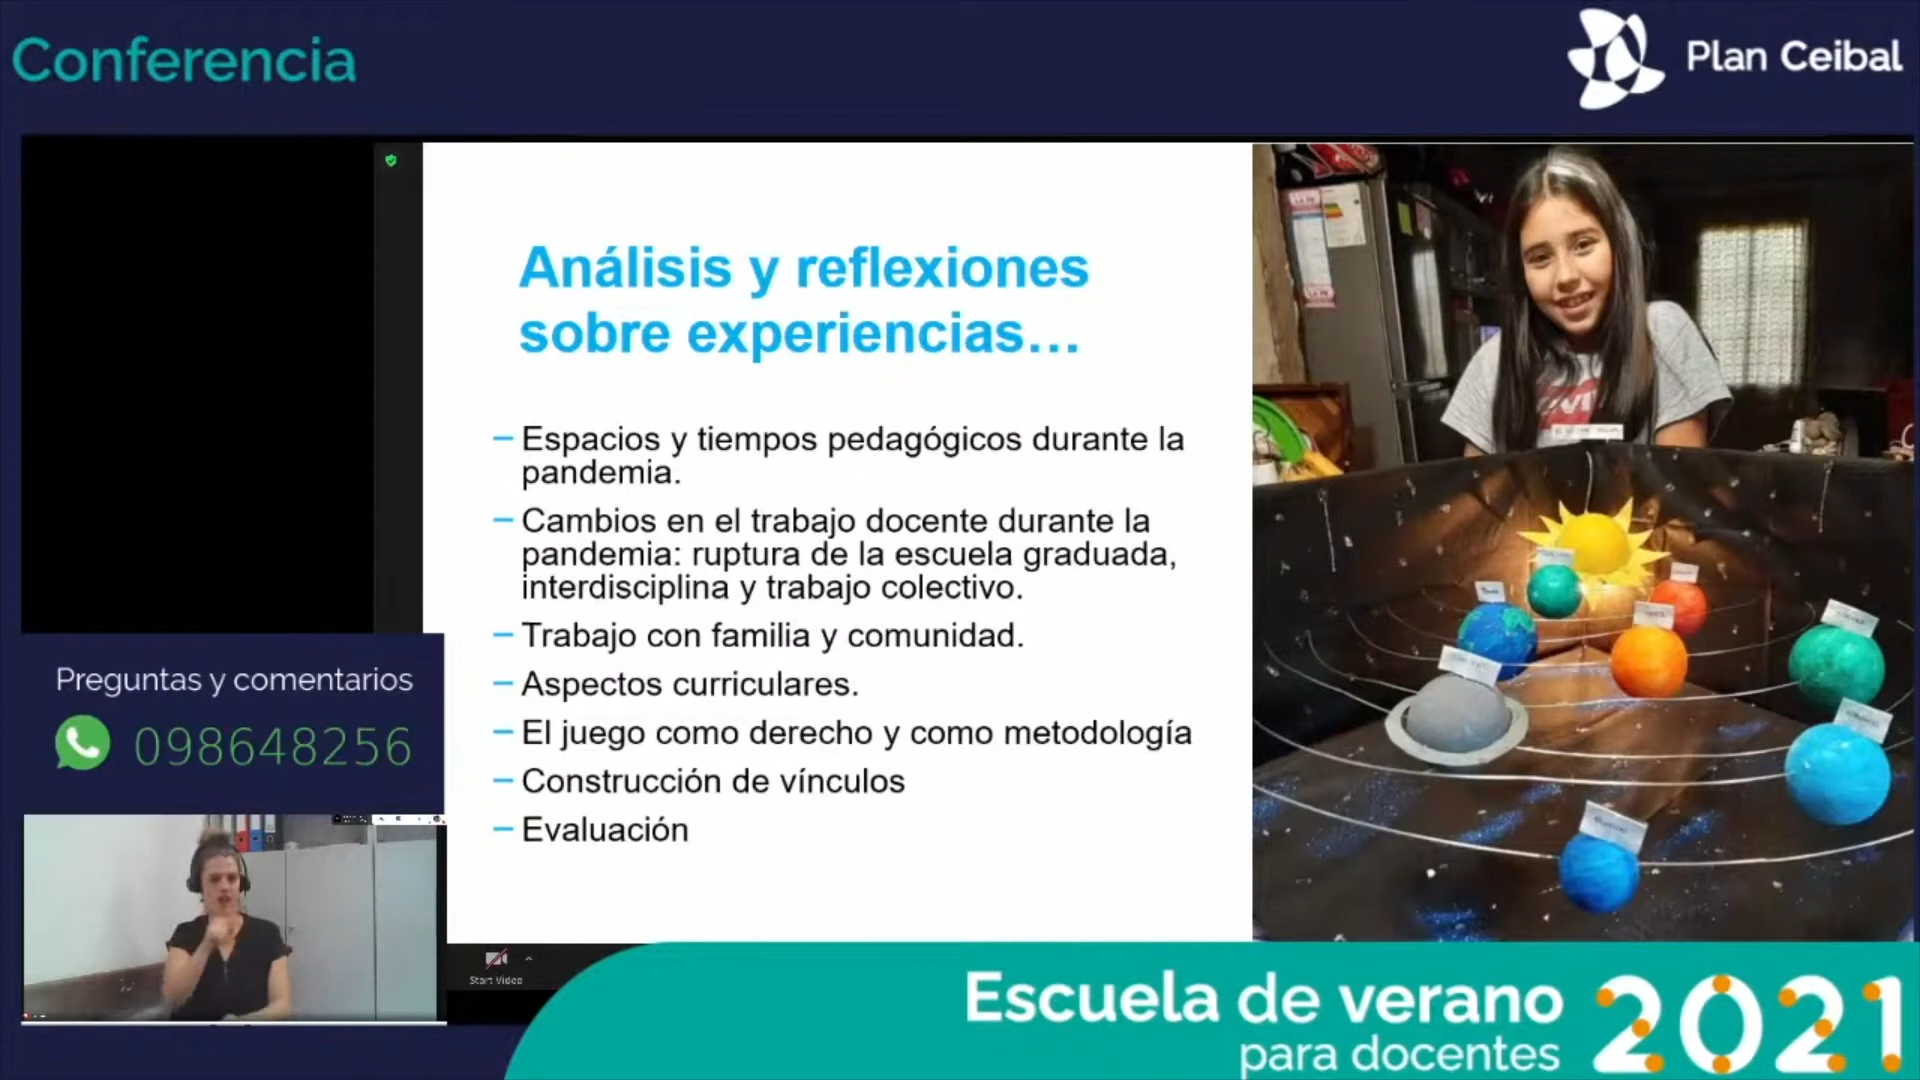 Conferencia
Plan Ceibal
Análisis y reflexiones
sobre experiencias...
– Espacios y tiempos pedagógicos durante la
pandemia.
– Cambios en el trabajo docente durante la
pandemia: ruptura de la escuela graduada,
interdisciplina y trabajo colectivo.
– Trabajo con familia y comunidad.
– Aspectos curriculares.
– El juego como derecho y como metodología
– Construcción de vínculos
– Evaluación
Preguntas y comentarios
098648256
Start Video
Escuela de verano
para docentes
2021